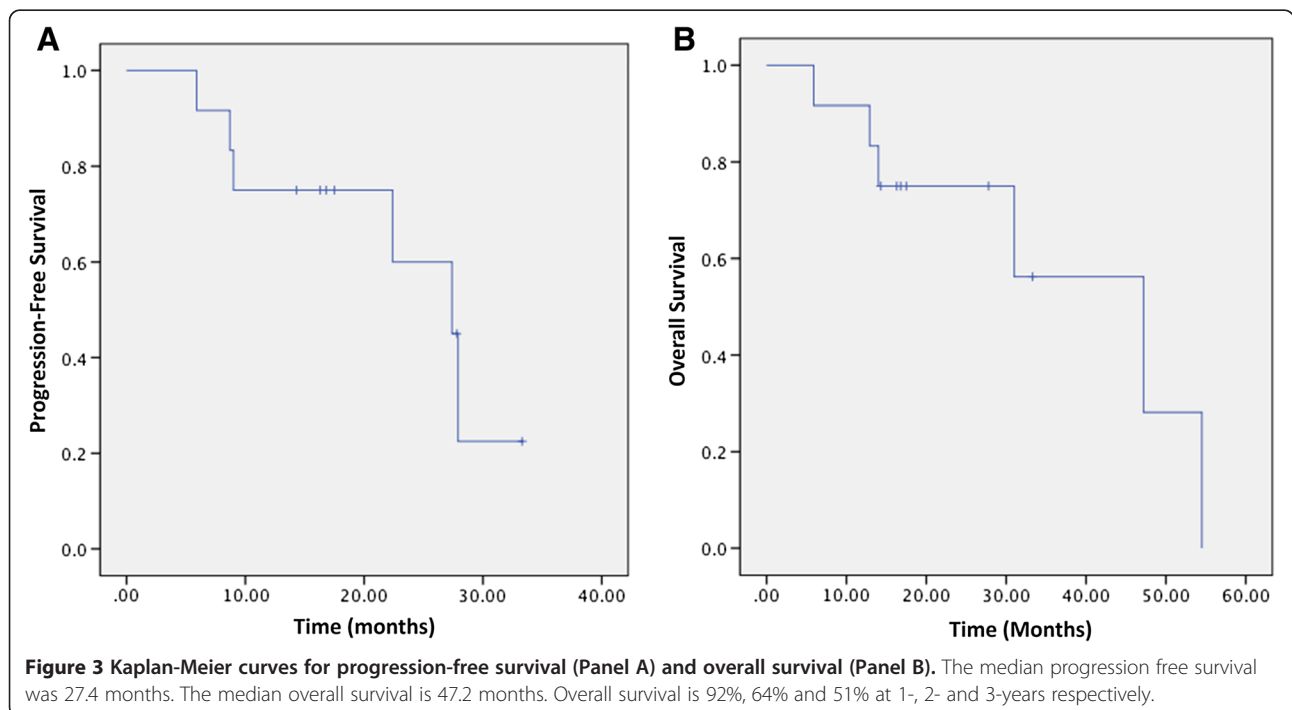 A
1.0
0.8
0.6
0.4
0.2
0.0
Progression-Free Survival
.00 10.00 20.00 30.00 40.00
Time (months)
B
1.0
0.8
0.6
0.4
0.2
0.0
Overall Survival
.00 10.00 20.00 30.00 40.00 50.00 60.00
Time (Months)
Figure 3 Kaplan-Meier curves for progression-free survival (Panel A) and overall survival (Panel B). The median progression free survival
was 27.4 months. The median overall survival is 47.2 months. Overall survival is 92%, 64% and 51% at 1-, 2- and 3-years respectively.